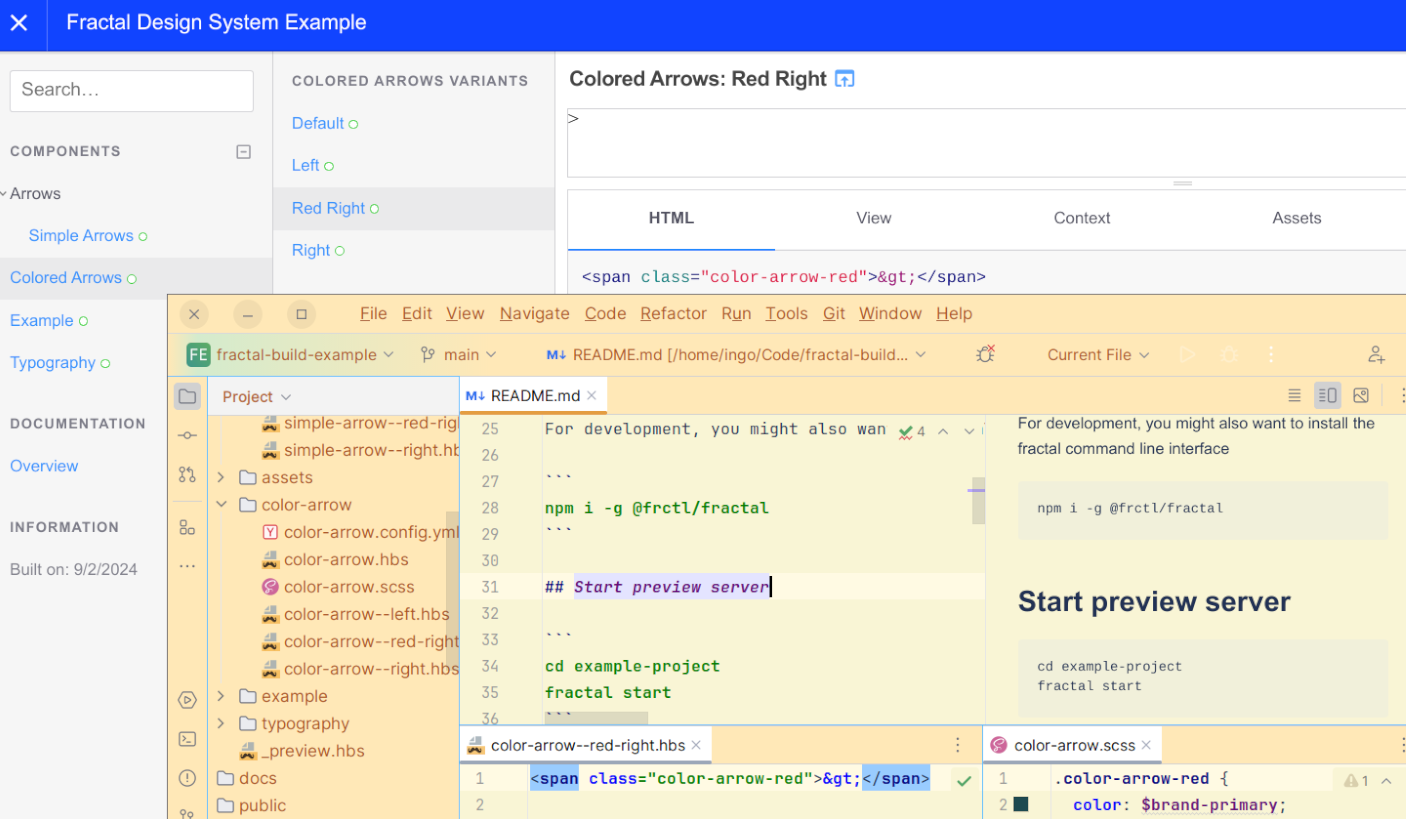 Fractal Design System Example
Search…
COMPONENTS
Arrows
Simple Arrows
Colored Arrows
Example
Typography
DOCUMENTATION
Overview
INFORMATION
Built on: 9/2/2024
COLORED ARROWS VARIANTS
Default
Left
Red Right
Right
Colored Arrows: Red Right
>
HTML View Context Assets
<span class="color-arrow-red">&gt;</span>
File Edit View Navigate Code Refactor Run Tools Git Window Help
FE fractal-build-example main M↓ README.md [/home/ingo/Code/fractal-build... Current File
Project
simple-arrow--red-rig
simple-arrow--right.hb
assets
color-arrow
Y color-arrow.config.yml
color-arrow.hbs
color-arrow.scss
color-arrow--left.hbs
color-arrow--red-right
color-arrow--right.hbs
example
typography
_preview.hbs
docs
public
M↓ README.md
25 For development, you might also wan 4
26
27 ```
28 npm i -g @frctl/fractal
29 ```
30
31 ## Start preview server
32
33 ```
34 cd example-project
35 fractal start
36 ```
For development, you might also want to install the
fractal command line interface
npm i -g @frctl/fractal
Start preview server
cd example-project
fractal start
color-arrow--red-right.hbs
1 <span class="color-arrow-red">&gt;</span>
2
color-arrow.scss
1 .color-arrow-red { 1
2 color: $brand-primary;